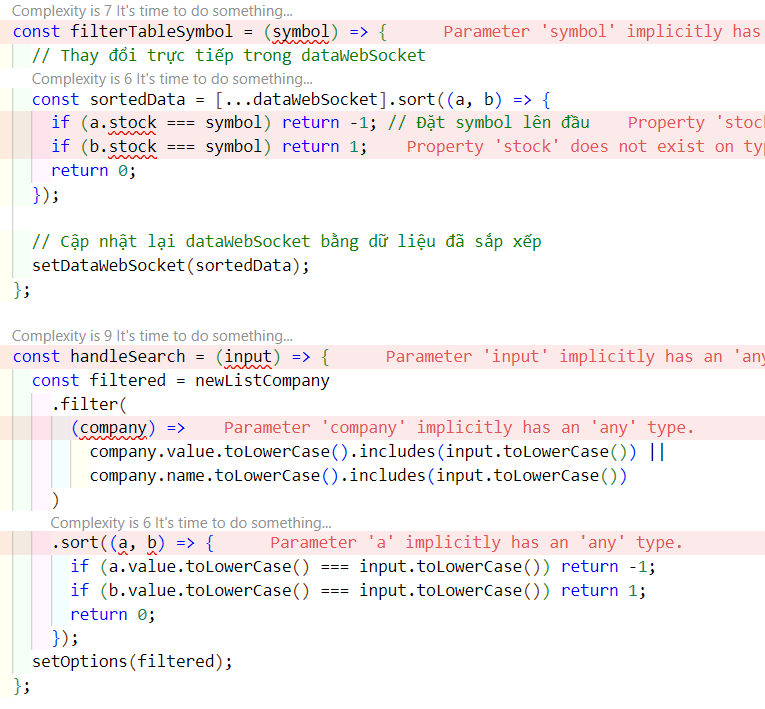 Complexity is 7 It's time to do something...
const filterTableSymbol = (symbol) => { Parameter 'symbol' implicitly has
// Thay đổi trực tiếp trong dataWebSocket
Complexity is 6 It's time to do something...
const sortedData = [...dataWebSocket].sort((a, b) => {
if (a.stock === symbol) return -1; // Đặt symbol lên đầu Property 'stoc
if (b.stock === symbol) return 1; Property 'stock' does not exist on typ
return 0;
});
// Cập nhật lại dataWebSocket bằng dữ liệu đã sắp xếp
setDataWebSocket(sortedData);
};
Complexity is 9 It's time to do something...
const handleSearch = (input) => { Parameter 'input' implicitly has an 'any
const filtered = newListCompany
.filter(
(company) => Parameter 'company' implicitly has an 'any' type.
company.value.toLowerCase().includes(input.toLowerCase()) ||
company.name.toLowerCase().includes(input.toLowerCase())
)
Complexity is 6 It's time to do something...
.sort((a, b) => { Parameter 'a' implicitly has an 'any' type.
if (a.value.toLowerCase() === input.toLowerCase()) return -1;
if (b.value.toLowerCase() === input.toLowerCase()) return 1;
return 0;
});
setOptions(filtered);
};